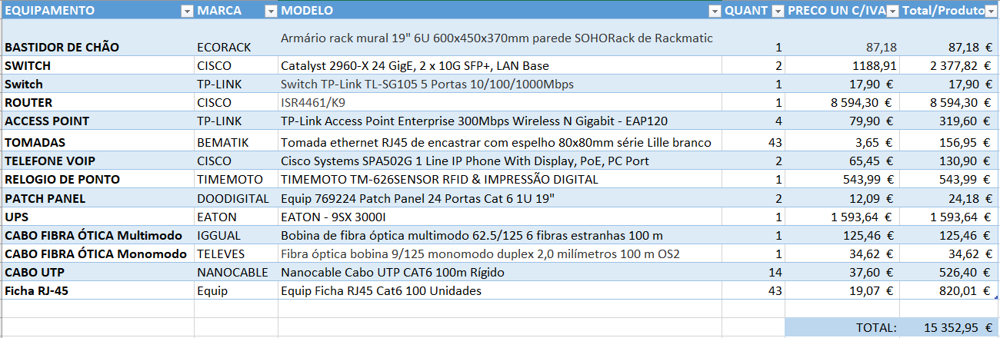 EQUIPAMENTO MARCA MODELO QUANT PRECO UN C/IVA Total/Produto
BASTIDOR DE CHÃO ECORACK Armário rack mural 19" 6U 600x450x370mm parede SOHORack de Rackmatic 1 87,18 87,18 €
SWITCH CISCO Catalyst 2960-X 24 GigE, 2 x 10G SFP+, LAN Base 2 1188,91 2 377,82 €
Switch TP-LINK Switch TP-Link TL-SG105 5 Portas 10/100/1000Mbps 1 17,90 € 17,90 €
ROUTER CISCO ISR4461/K9 1 8 594,30 € 8 594,30 €
ACCESS POINT TP-LINK TP-Link Access Point Enterprise 300Mbps Wireless N Gigabit - EAP120 4 79,90 € 319,60 €
TOMADAS BEMATIK Tomada ethernet RJ45 de encastrar com espelho 80x80mm série Lille branco 43 3,65 € 156,95 €
TELEFONE VOIP CISCO Cisco Systems SPA502G 1 Line IP Phone With Display, PoE, PC Port 2 65,45 € 130,90 €
RELOGIO DE PONTO TIMEMOTO TIMEMOTO TM-626SENSOR RFID & IMPRESSÃO DIGITAL 1 543,99 € 543,99 €
PATCH PANEL DOODIGITAL Equip 769224 Patch Panel 24 Portas Cat 6 1U 19" 2 12,09 € 24,18 €
UPS EATON EATON - 9SX 3000I 1 1 593,64 € 1 593,64 €
CABO FIBRA ÓTICA Multimodo IGGUAL Bobina de fibra óptica multimodo 62.5/125 6 fibras estranhas 100 m 1 125,46 € 125,46 €
CABO FIBRA ÓTICA Monomodo TELEVES Fibra óptica bobina 9/125 monomodo duplex 2,0 milímetros 100 m OS2 1 34,62 € 34,62 €
CABO UTP NANOCABLE Nanocable Cabo UTP CAT6 100m Rígido 14 37,60 € 526,40 €
Ficha RJ-45 Equip Equip Ficha RJ45 Cat6 100 Unidades 43 19,07 € 820,01 €
TOTAL: 15 352,95 €